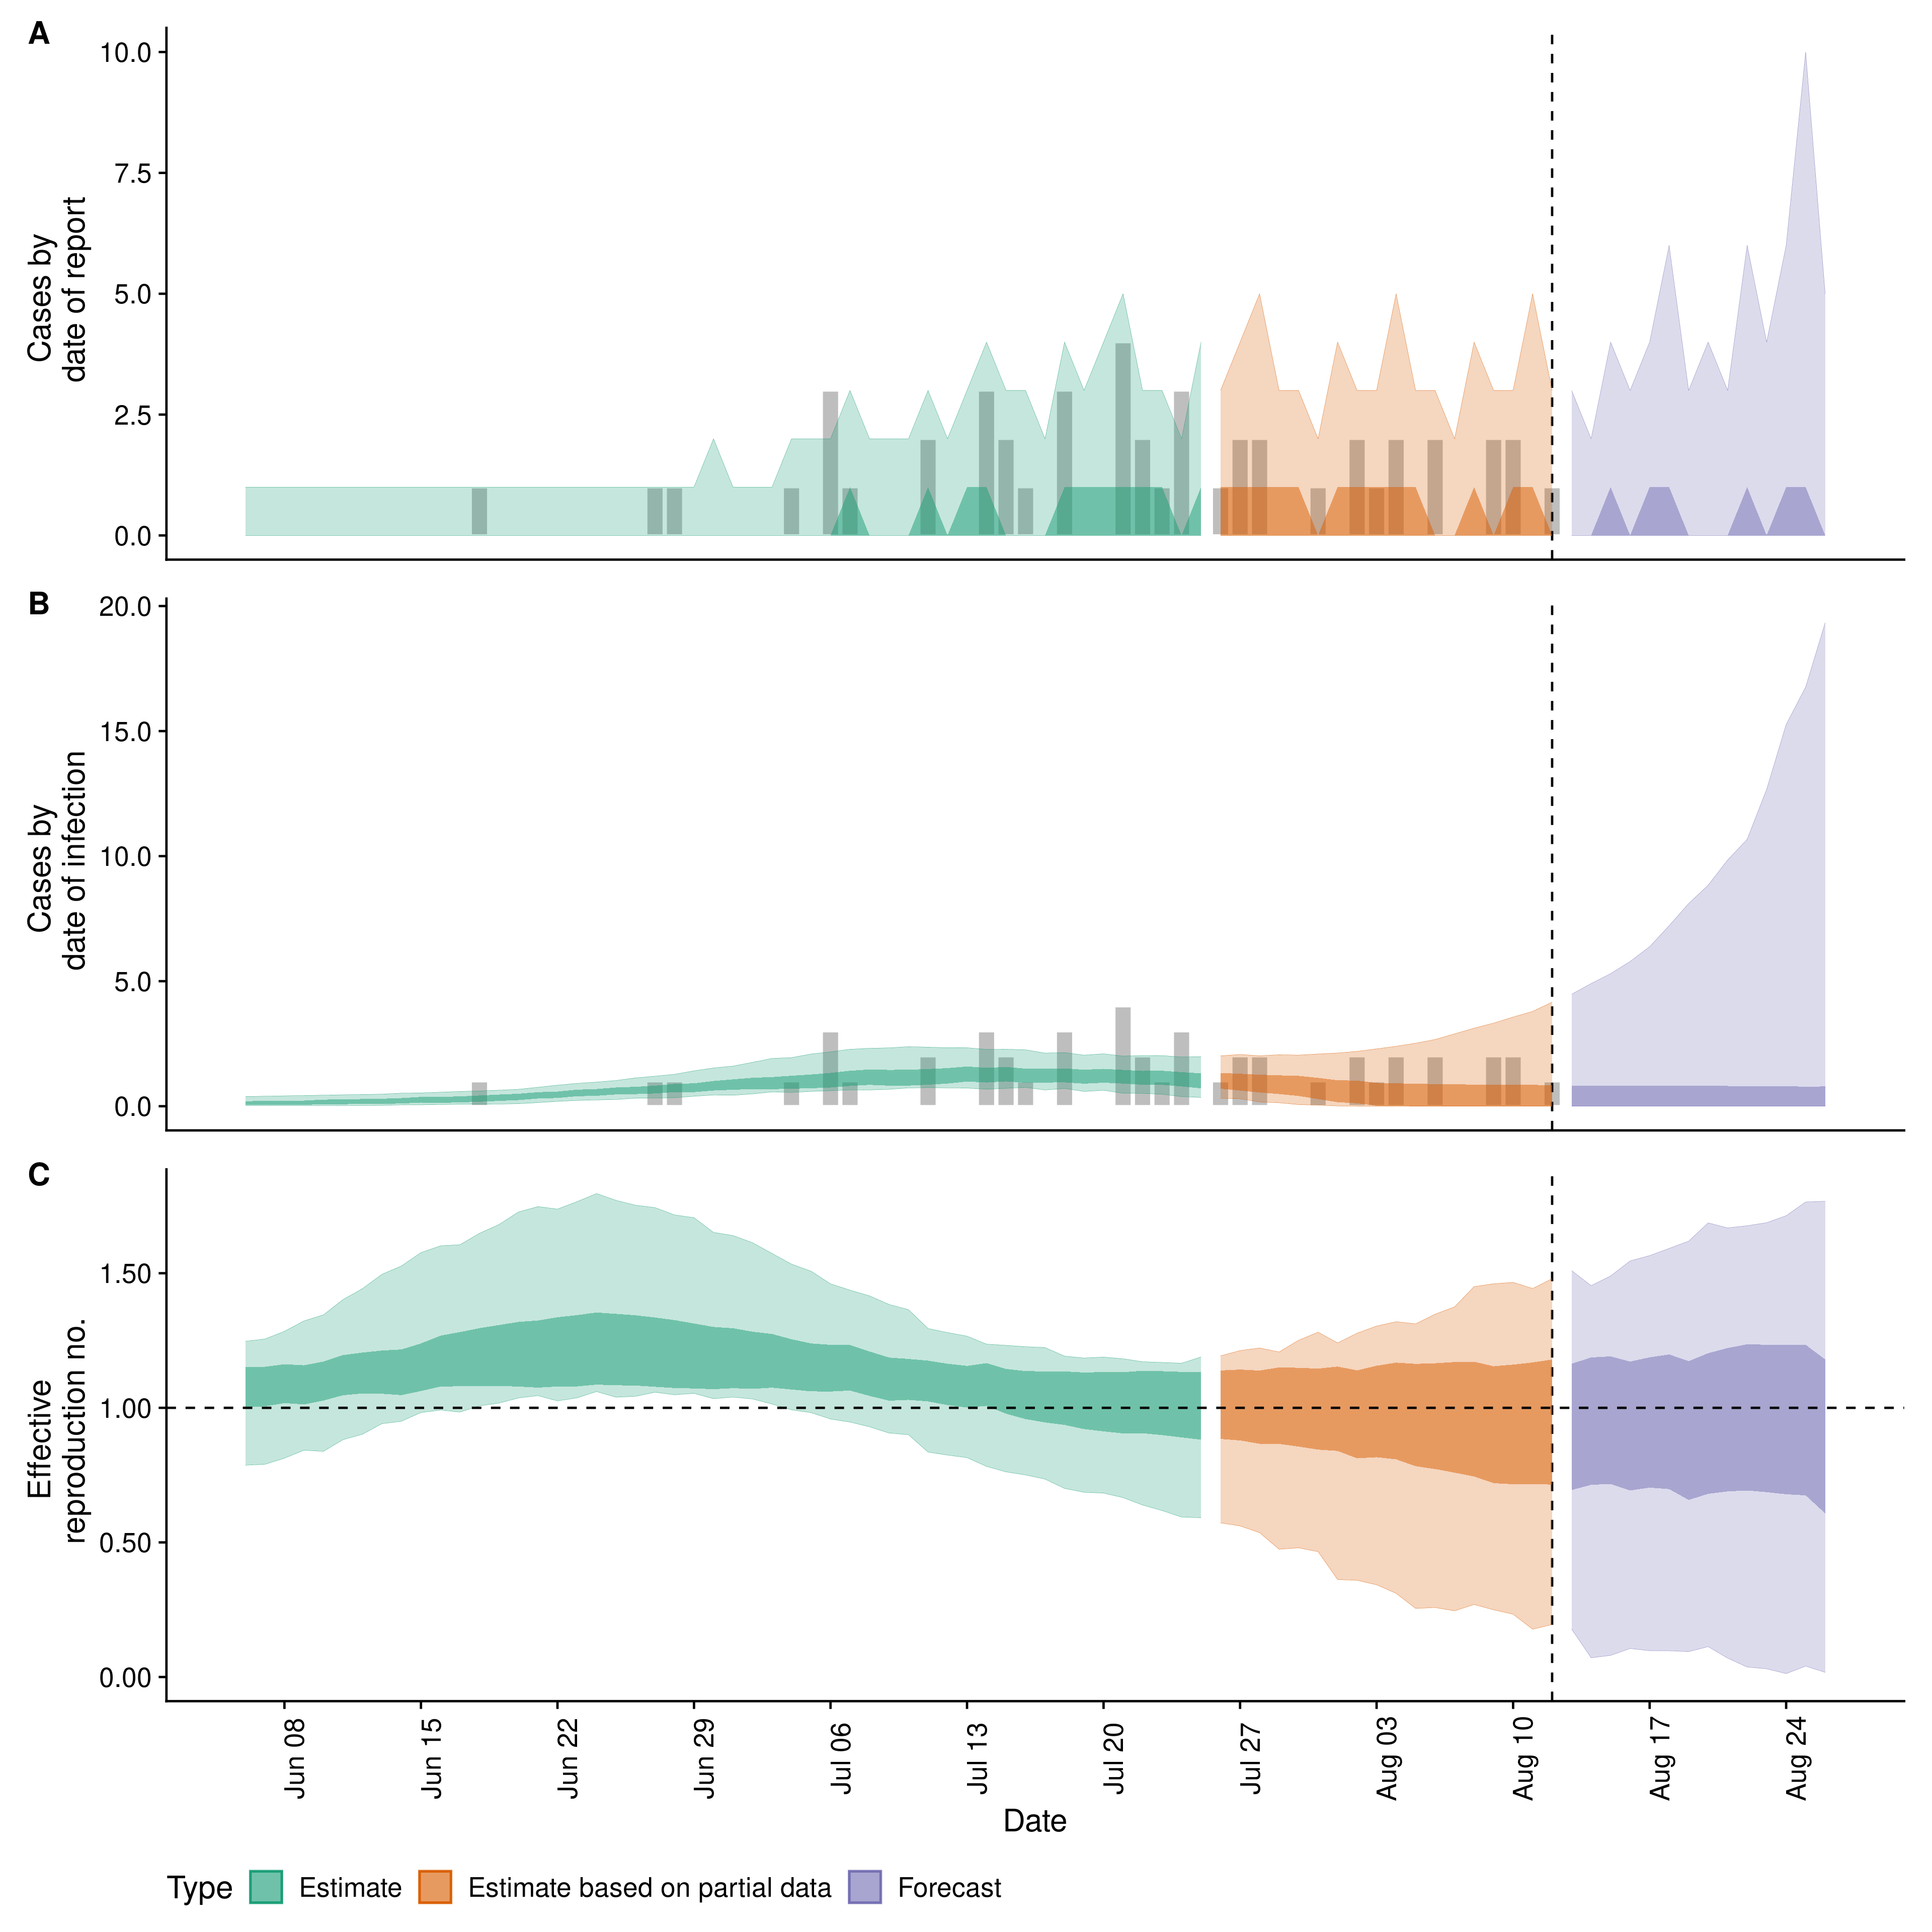 A
Cases by
date of report
10.0
7.5
5.0
2.5
0.0
B
Cases by
date of infection
20.0
15.0
10.0
5.0
0.0
C
Effective
reproduction no.
1.50
1.00
0.50
0.00
Jun 08
Jun 15
Jun 22
Jun 29
Jul 06
Jul 13
Jul 20
Jul 27
Aug 03
Aug 10
Aug 17
Aug 24
Date
Type
Estimate
Estimate based on partial data
Forecast